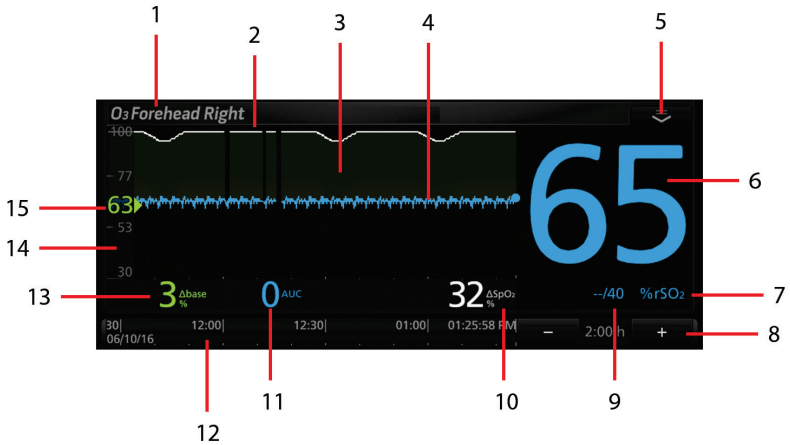 1 2 3 4 5
O3 Forehead Right
100
77
65
6
15 63
53
14
30
13 3 Δbase % 0 AUC 32 ΔSpO2 % --/40 %rSO2 7
30 12:00 12:30 01:00 01:25:58 PM − 2:00 h + 8
06/10/16
11 10 9
12